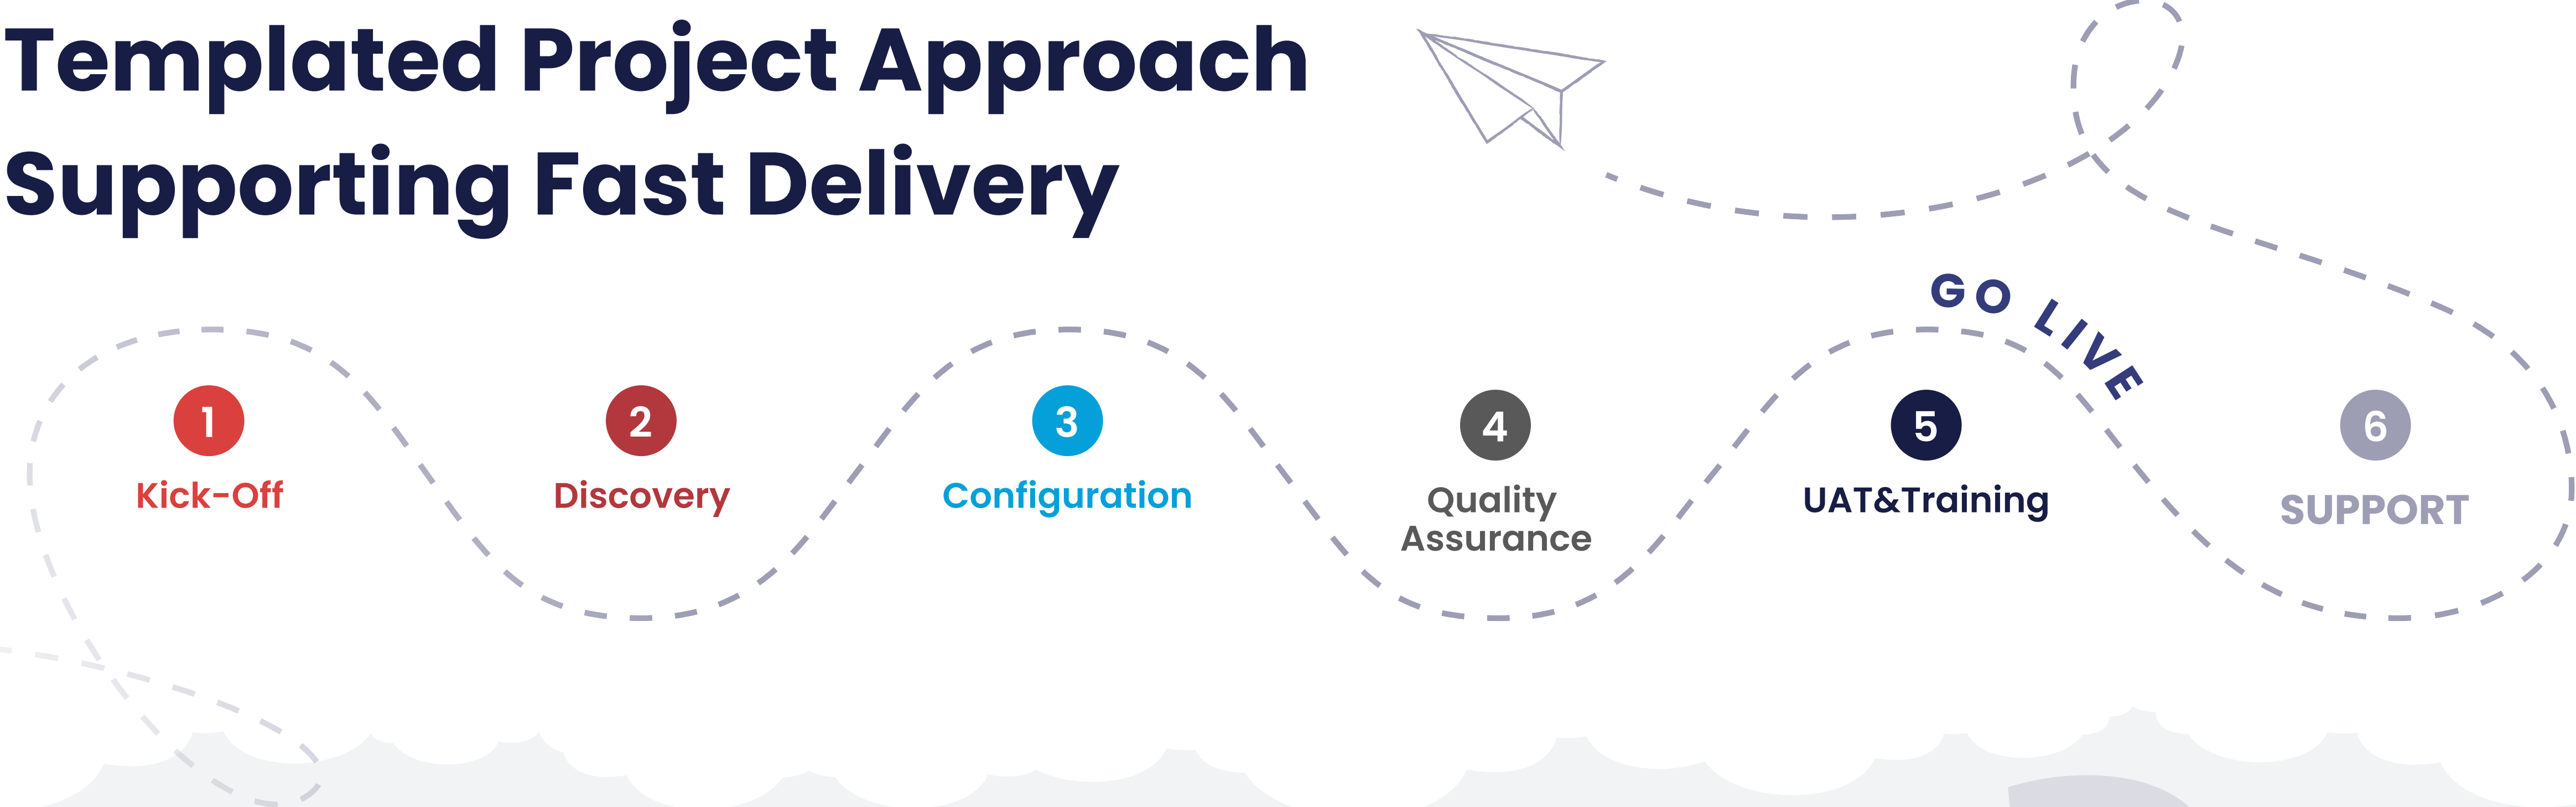 Templated Project Approach
Supporting Fast Delivery
GO LIVE
1
Kick-Off
2
Discovery
3
Configuration
4
Quality
Assurance
5
UAT&Training
6
SUPPORT